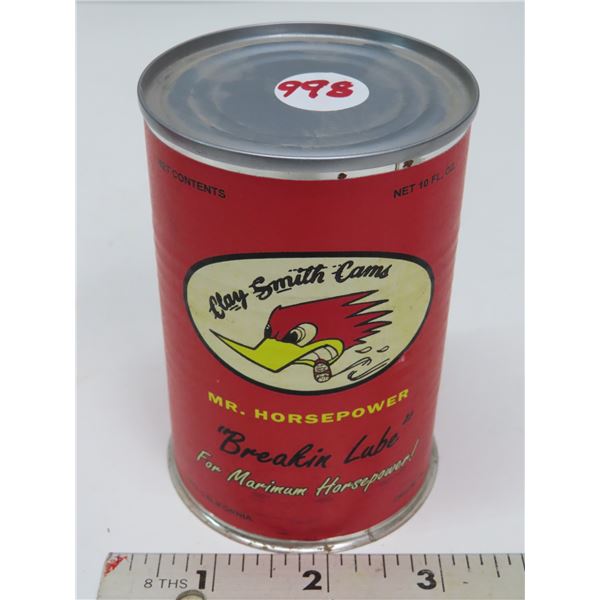 998
NET CONTENTS
NET 10 FL. OZ.
Clay Smith Cams
MR. HORSEPOWER
"Breakin Lube"
For Marimum Horsepower!
8 THS 1 2 3